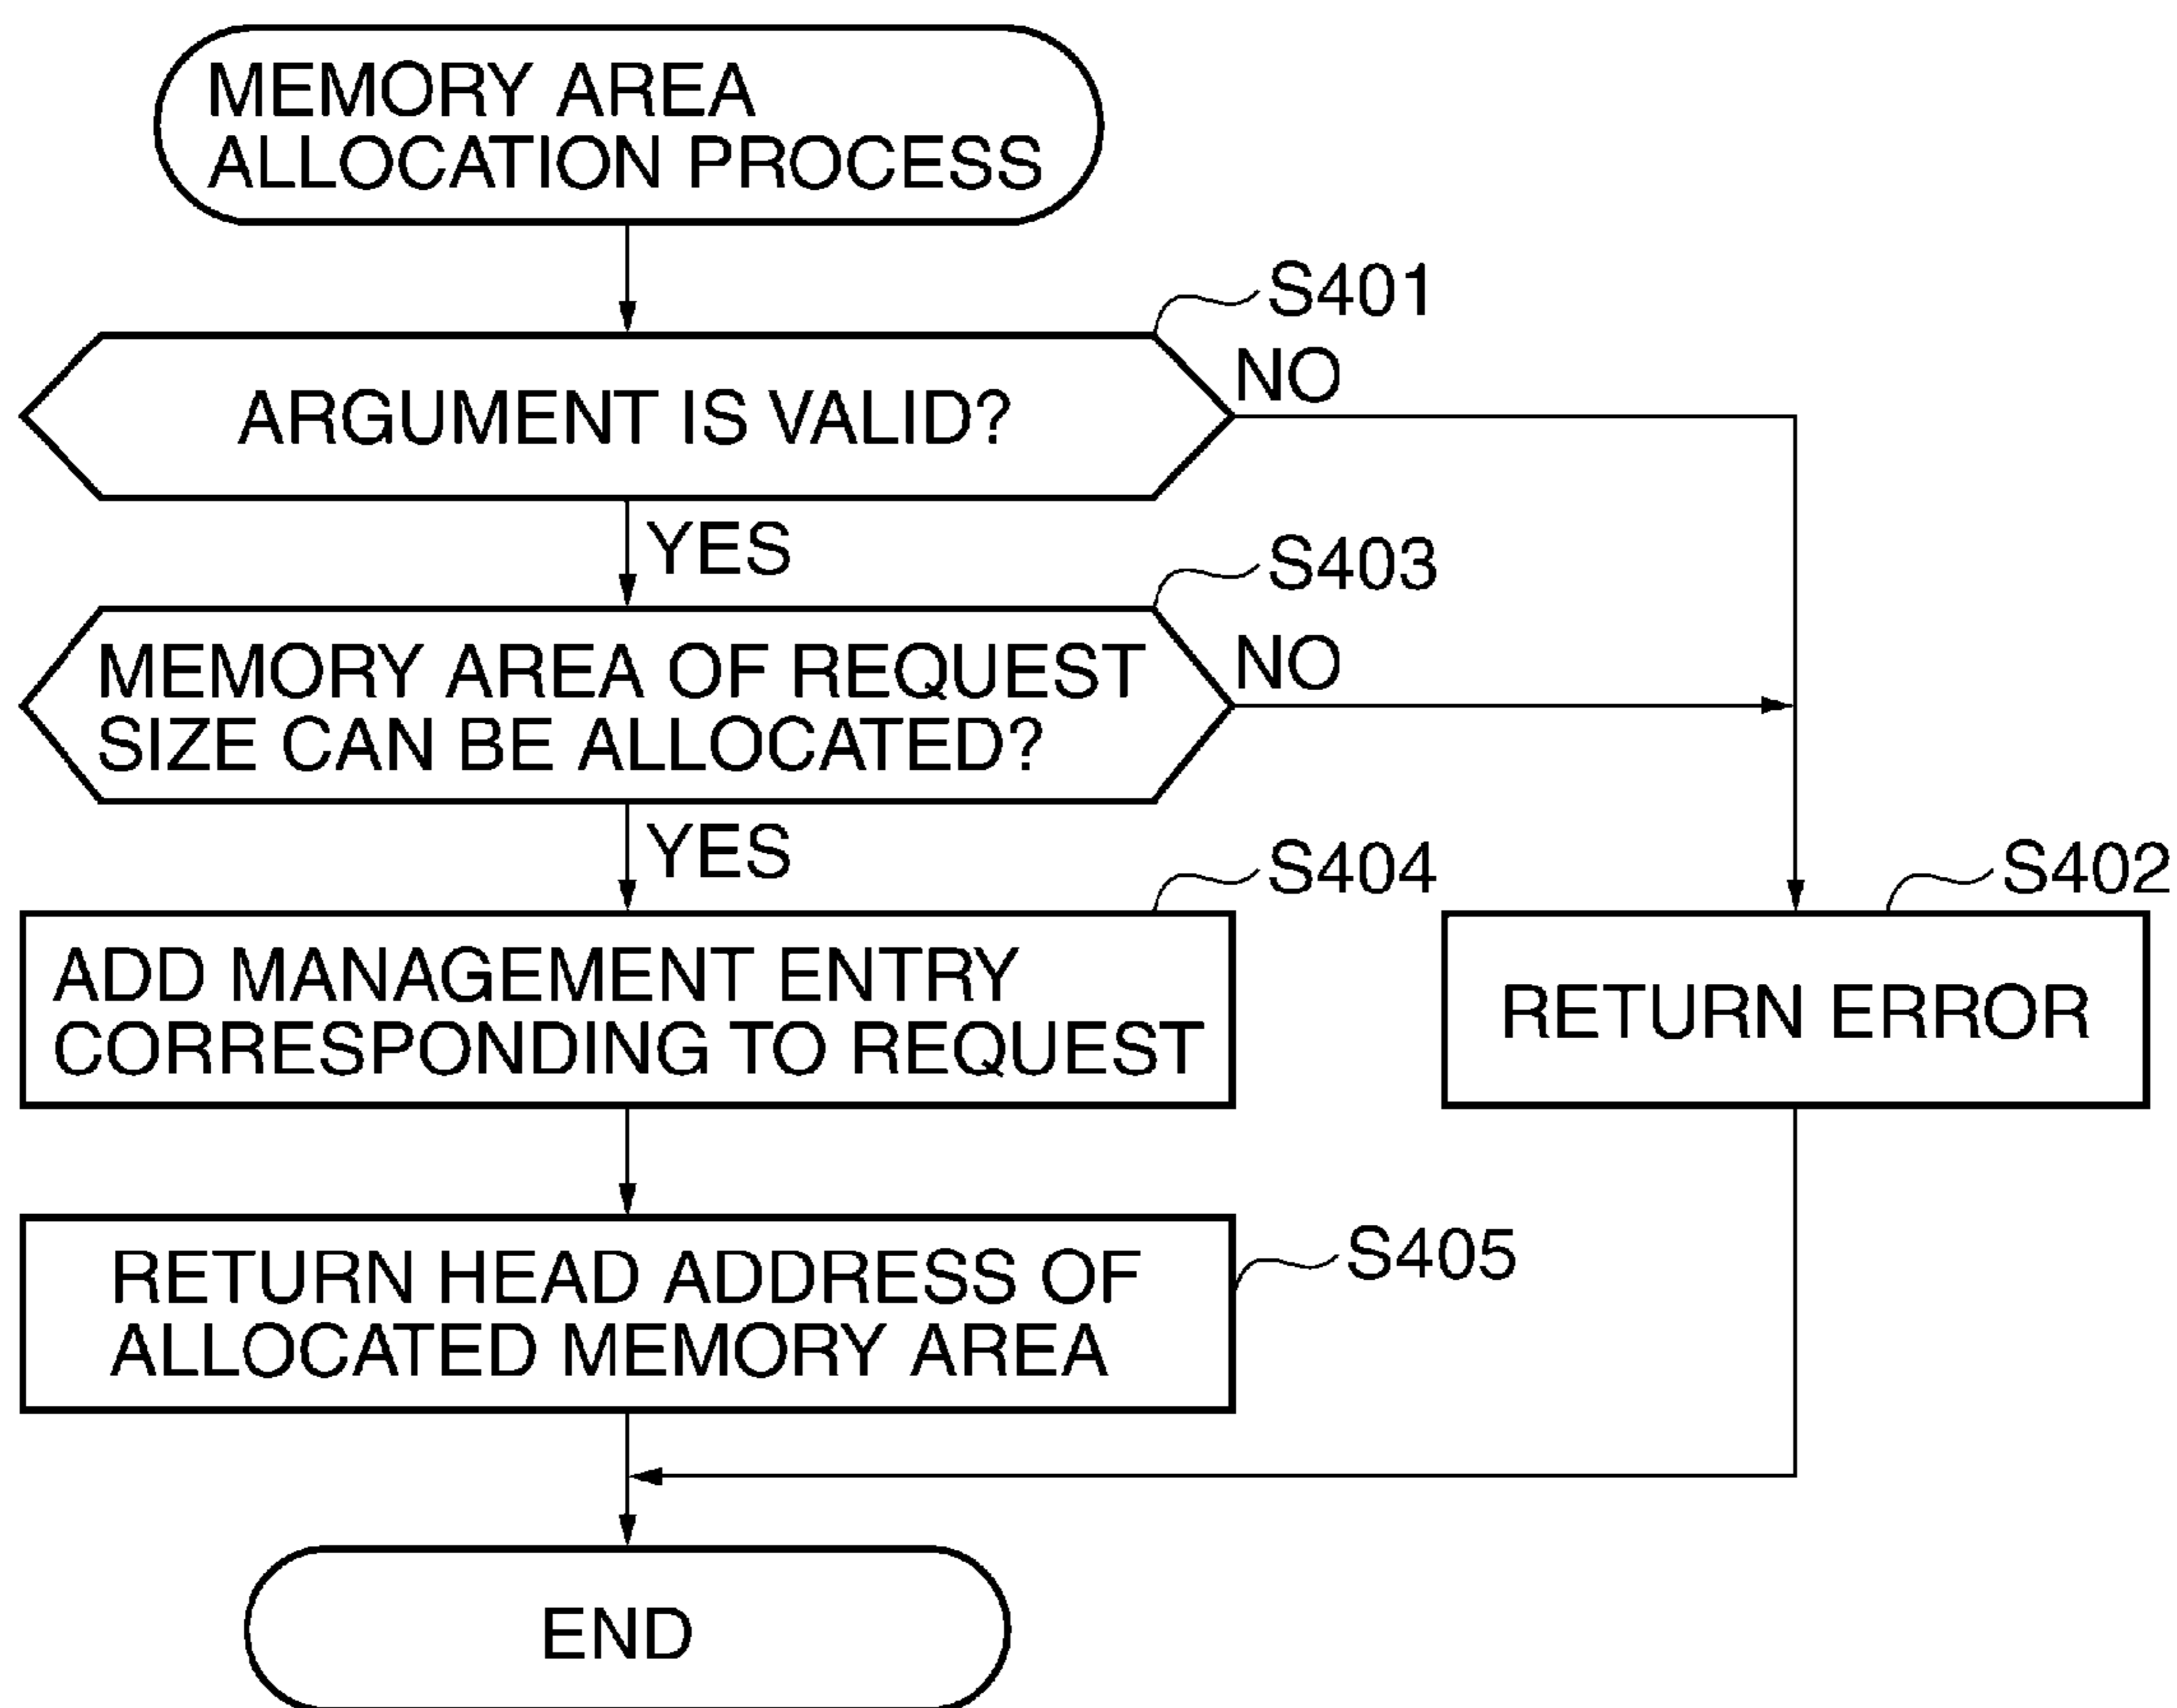 MEMORY AREA
ALLOCATION PROCESS
S401
ARGUMENT IS VALID?
NO
YES
S403
MEMORY AREA OF REQUEST
SIZE CAN BE ALLOCATED?
NO
YES
S404
ADD MANAGEMENT ENTRY
CORRESPONDING TO REQUEST
S402
RETURN ERROR
RETURN HEAD ADDRESS OF
ALLOCATED MEMORY AREA
S405
END